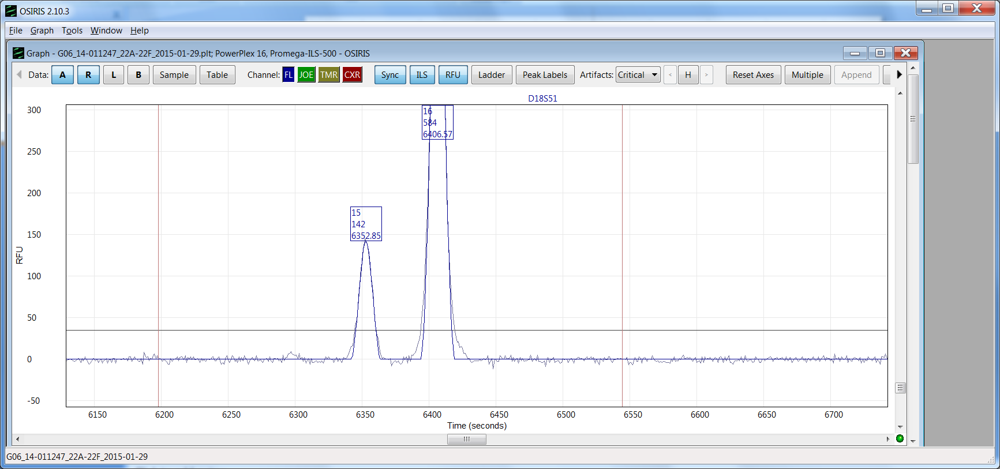 OSIRIS 2.10.3
File Graph Tools Window Help
Graph - G06_14-011247_22A-22F_2015-01-29.plt; PowerPlex 16, Promega-ILS-500 - OSIRIS
Data: A R L B Sample Table Channel: FL JOE TMR CXR Sync ILS RFU Ladder Peak Labels Artifacts: Critical < H > Reset Axes Multiple Append
D18S51
300
250
200
150
100
50
0
-50
RFU
16
584
6406.57
15
142
6352.85
6150 6200 6250 6300 6350 6400 6450 6500 6550 6600 6650 6700
Time (seconds)
G06_14-011247_22A-22F_2015-01-29